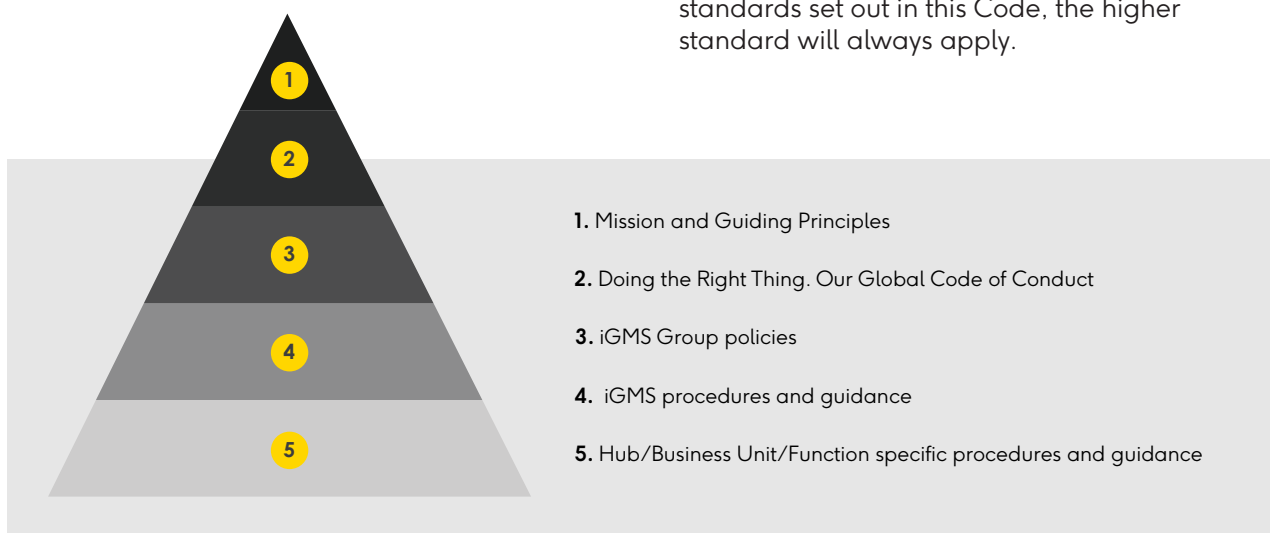 standards set out in this Code, the higher
standard will always apply.
1
2
3
4
5
1. Mission and Guiding Principles
2. Doing the Right Thing. Our Global Code of Conduct
3. iGMS Group policies
4. iGMS procedures and guidance
5. Hub/Business Unit/Function specific procedures and guidance